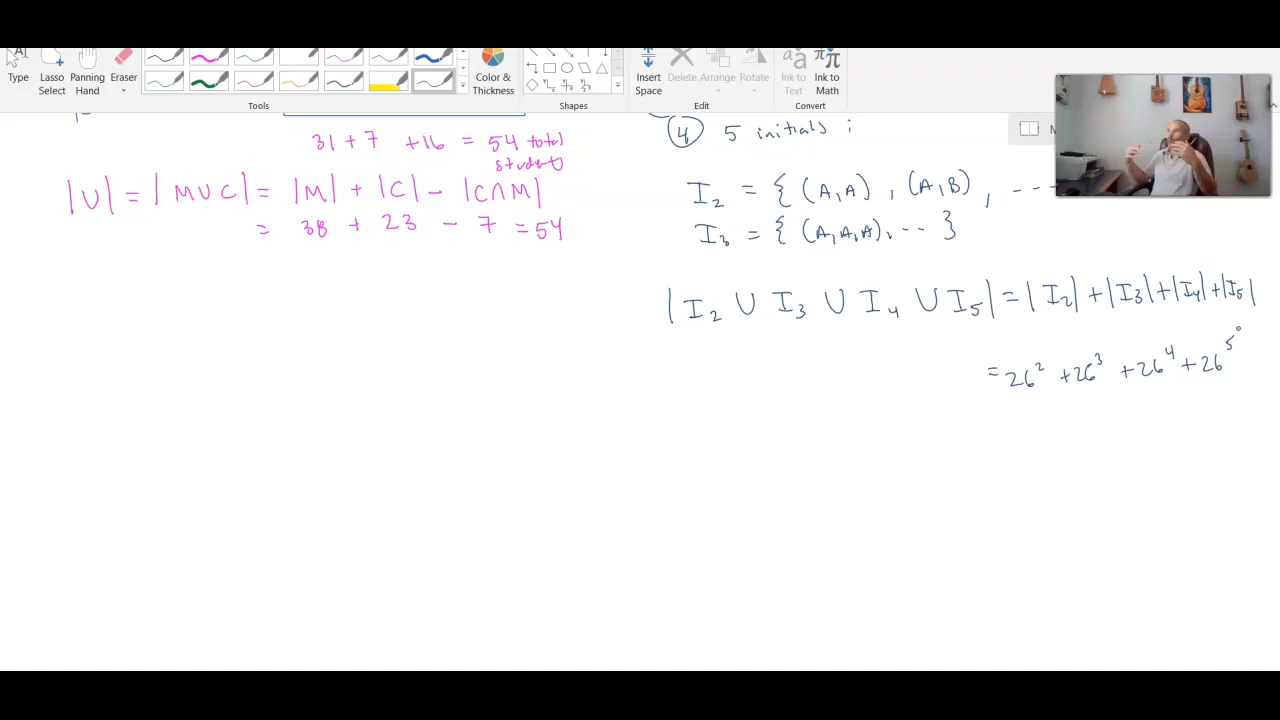 Type
Lasso Select
Panning Hand
Eraser
Color & Thickness
Insert Space
Delete
Arrange
Rotate
Ink to Text
Ink to Math
Tools
Shapes
Edit
Convert
31 + 7 + 16 = 54 total
students
|U| = | M ∪ C| = |M| + |C| - |C∩M|
= 38 + 23 - 7 = 54
4 5 initials :
I₂ = { (A,A) , (A,B) , ----
I₃ = { (A,A,A), -- }
| I₂ ∪ I₃ ∪ I₄ ∪ I₅| = | I₂| + |I₃| + |I₄| + |I₅|
= 26² + 26³ + 26⁴ + 26⁵